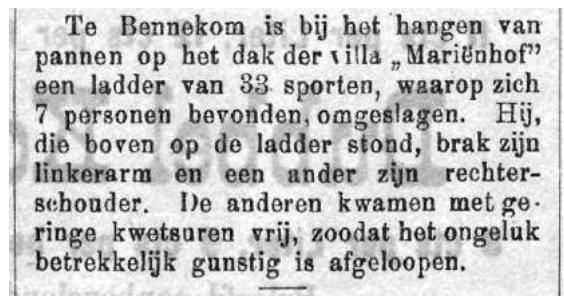 Te Bennekom is bij het hangen van
pannen op het dak der villa „Mariënhof”
een ladder van 33 sporten, waarop zich
7 personen bevonden, omgeslagen. Hij,
die boven op de ladder stond, brak zijn
linkerarm en een ander zijn rechter-
schouder. De anderen kwamen met ge-
ringe kwetsuren vrij, zoodat het ongeluk
betrekkelijk gunstig is afgeloopen.